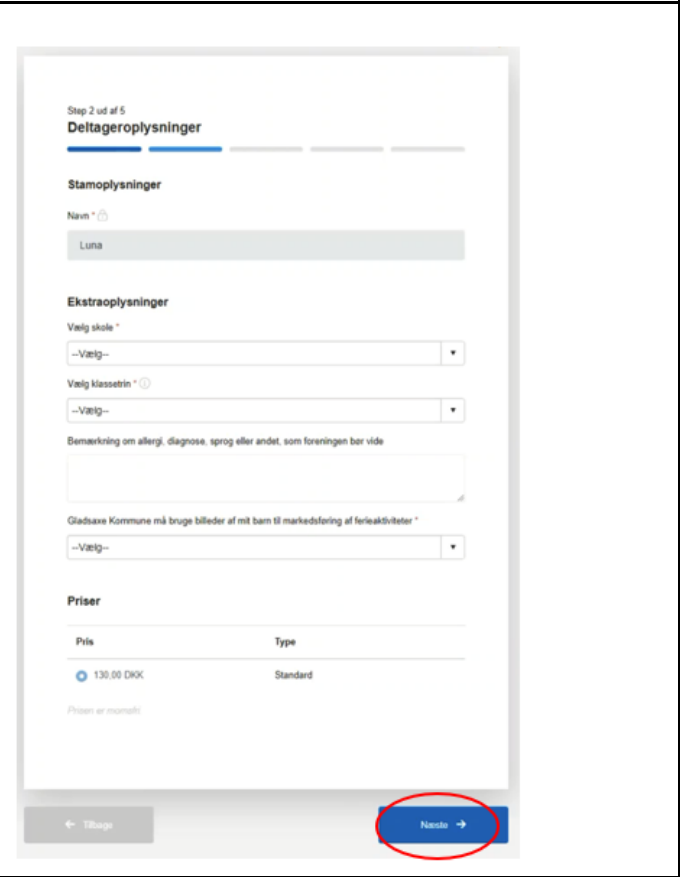 Step 2 ud af 5
Deltageroplysninger
Stamoplysninger
Navn *
Luna
Ekstraoplysninger
Vælg skole *
--Vælg--
Vælg klassetrin *
--Vælg--
Bemærkning om allergi, diagnose, sprog eller andet, som foreningen bør vide
Gladsaxe Kommune må bruge billeder af mit barn til markedsføring af ferieaktiviteter *
--Vælg--
Priser
Pris Type
130,00 DKK Standard
Prisen er momsfri
← Tilbage Næste →